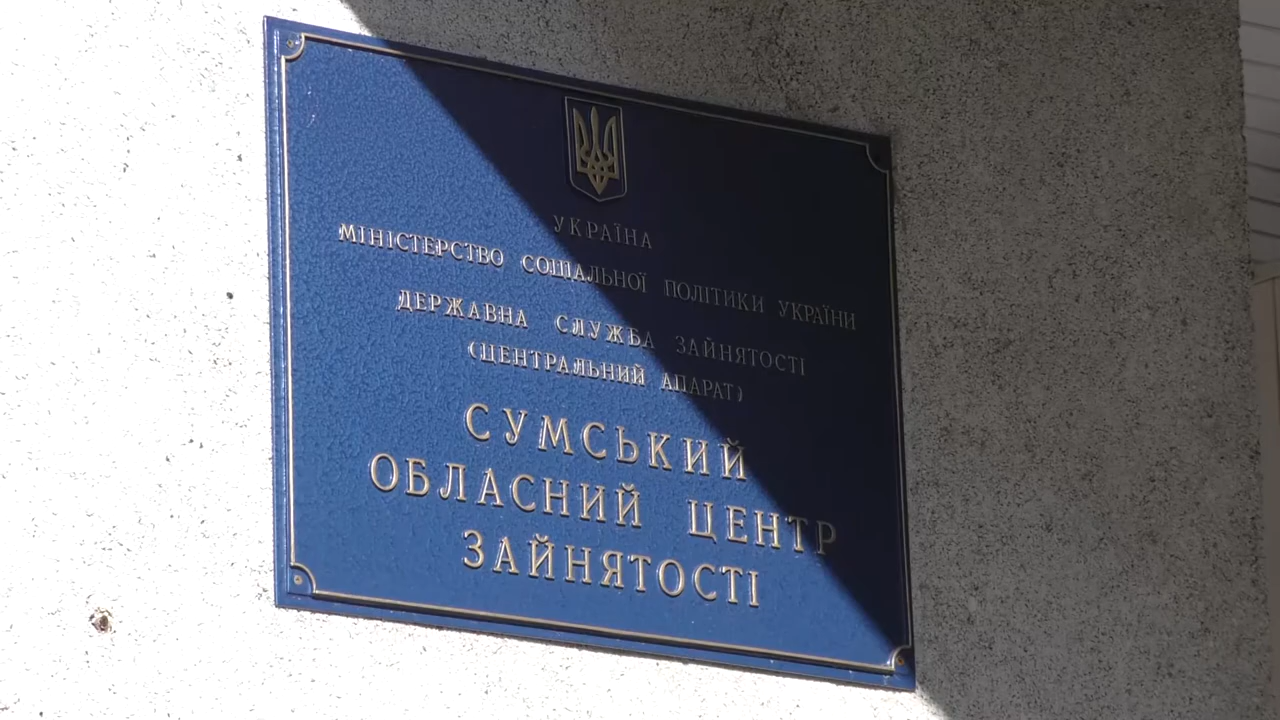 УКРАЇНА
МІНІСТЕРСТВО СОЦІАЛЬНОЇ ПОЛІТИКИ УКРАЇНИ
ДЕРЖАВНА СЛУЖБА ЗАЙНЯТОСТІ
(ЦЕНТРАЛЬНИЙ АПАРАТ)
СУМСЬКИЙ
ОБЛАСНИЙ ЦЕНТР
ЗАЙНЯТОСТІ